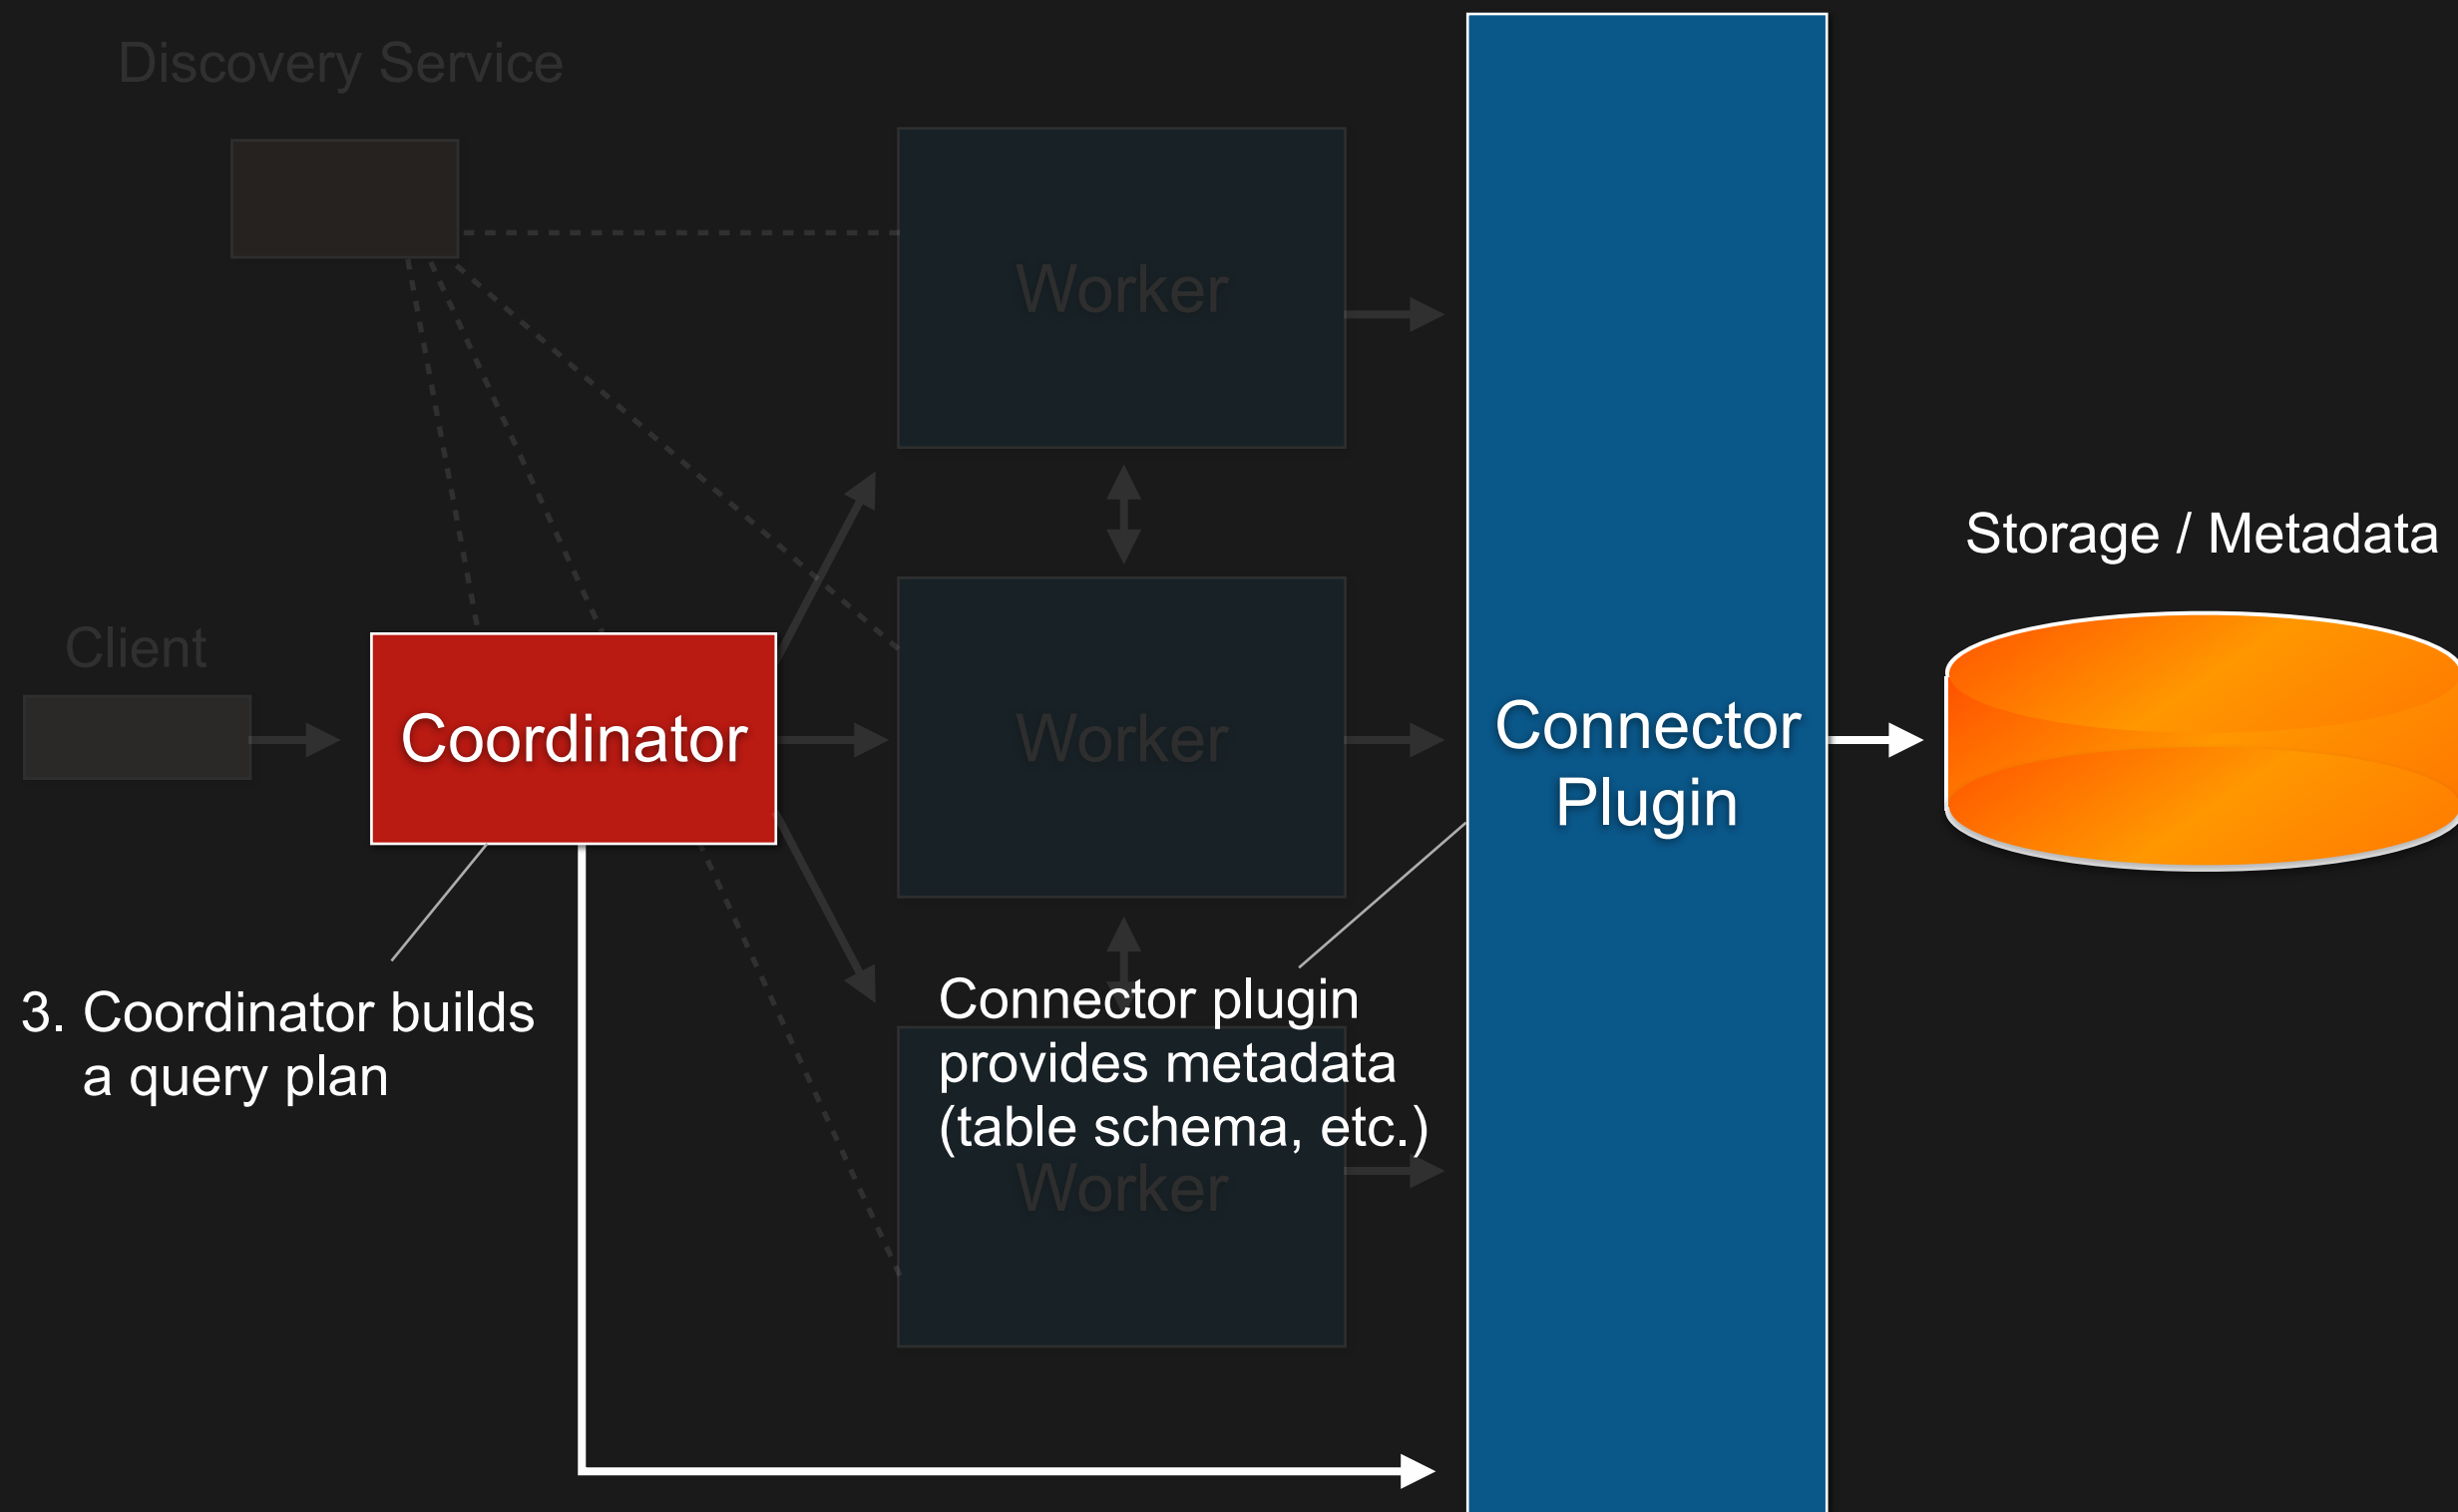 Discovery Service
Worker
Storage / Metadata
Client
Coordinator
Worker
Connector
Plugin
3. Coordinator builds
a query plan
Connector plugin
provides metadata
(table schema, etc.)
Worker